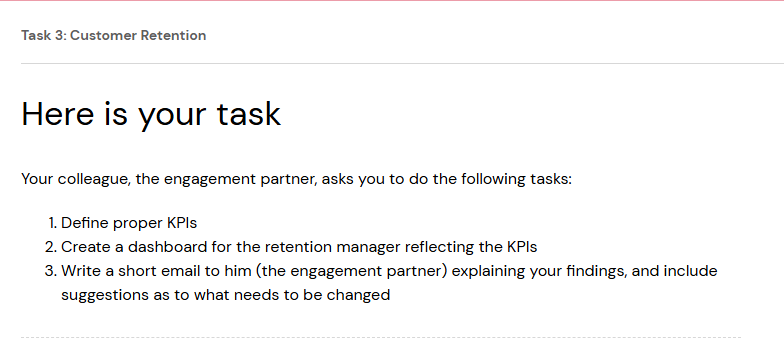 Task 3: Customer Retention
Here is your task
Your colleague, the engagement partner, asks you to do the following tasks:
1. Define proper KPIs
2. Create a dashboard for the retention manager reflecting the KPIs
3. Write a short email to him (the engagement partner) explaining your findings, and include
suggestions as to what needs to be changed